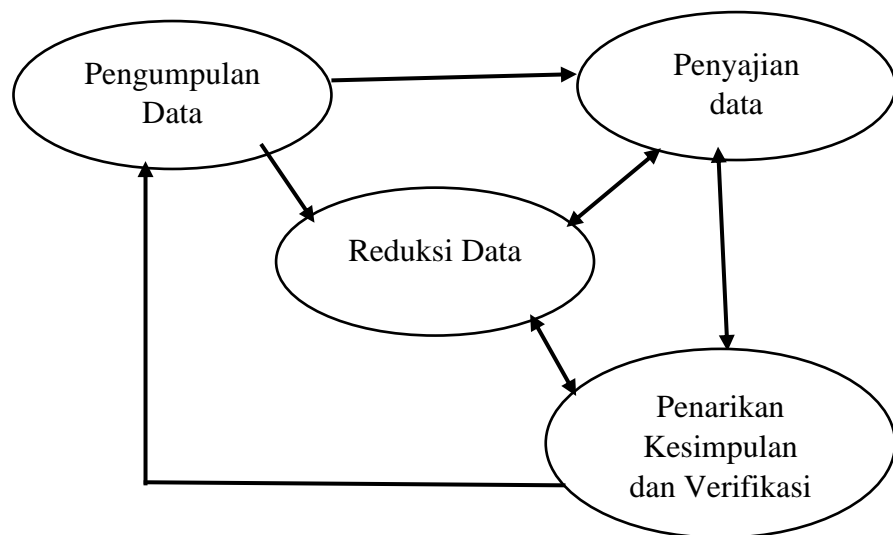 Pengumpulan
Data
Penyajian
data
Reduksi Data
Penarikan
Kesimpulan
dan Verifikasi